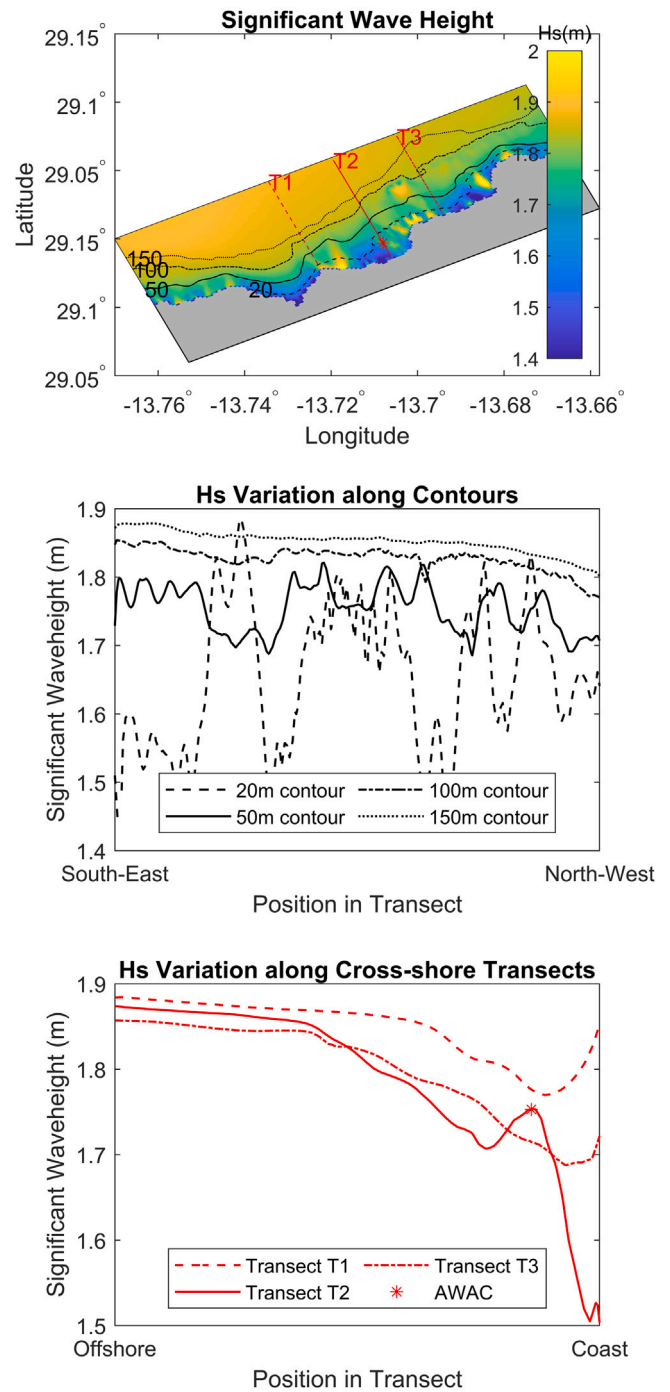 Significant Wave Height
Hs(m)
29.15°
29.1°
29.05°
29.15°
29.1°
29.05°
Latitude
T1
T2
T3
150
100
50
20
2
1.9
1.8
1.7
1.6
1.5
1.4
-13.76° -13.74° -13.72° -13.7° -13.68° -13.66°
Longitude
Hs Variation along Contours
1.9
1.8
1.7
1.6
1.5
1.4
Significant Waveheight (m)
20m contour 100m contour
50m contour 150m contour
South-East North-West
Position in Transect
Hs Variation along Cross-shore Transects
1.9
1.8
1.7
1.6
1.5
Significant Waveheight (m)
Transect T1 Transect T3
Transect T2 AWAC
Offshore Coast
Position in Transect